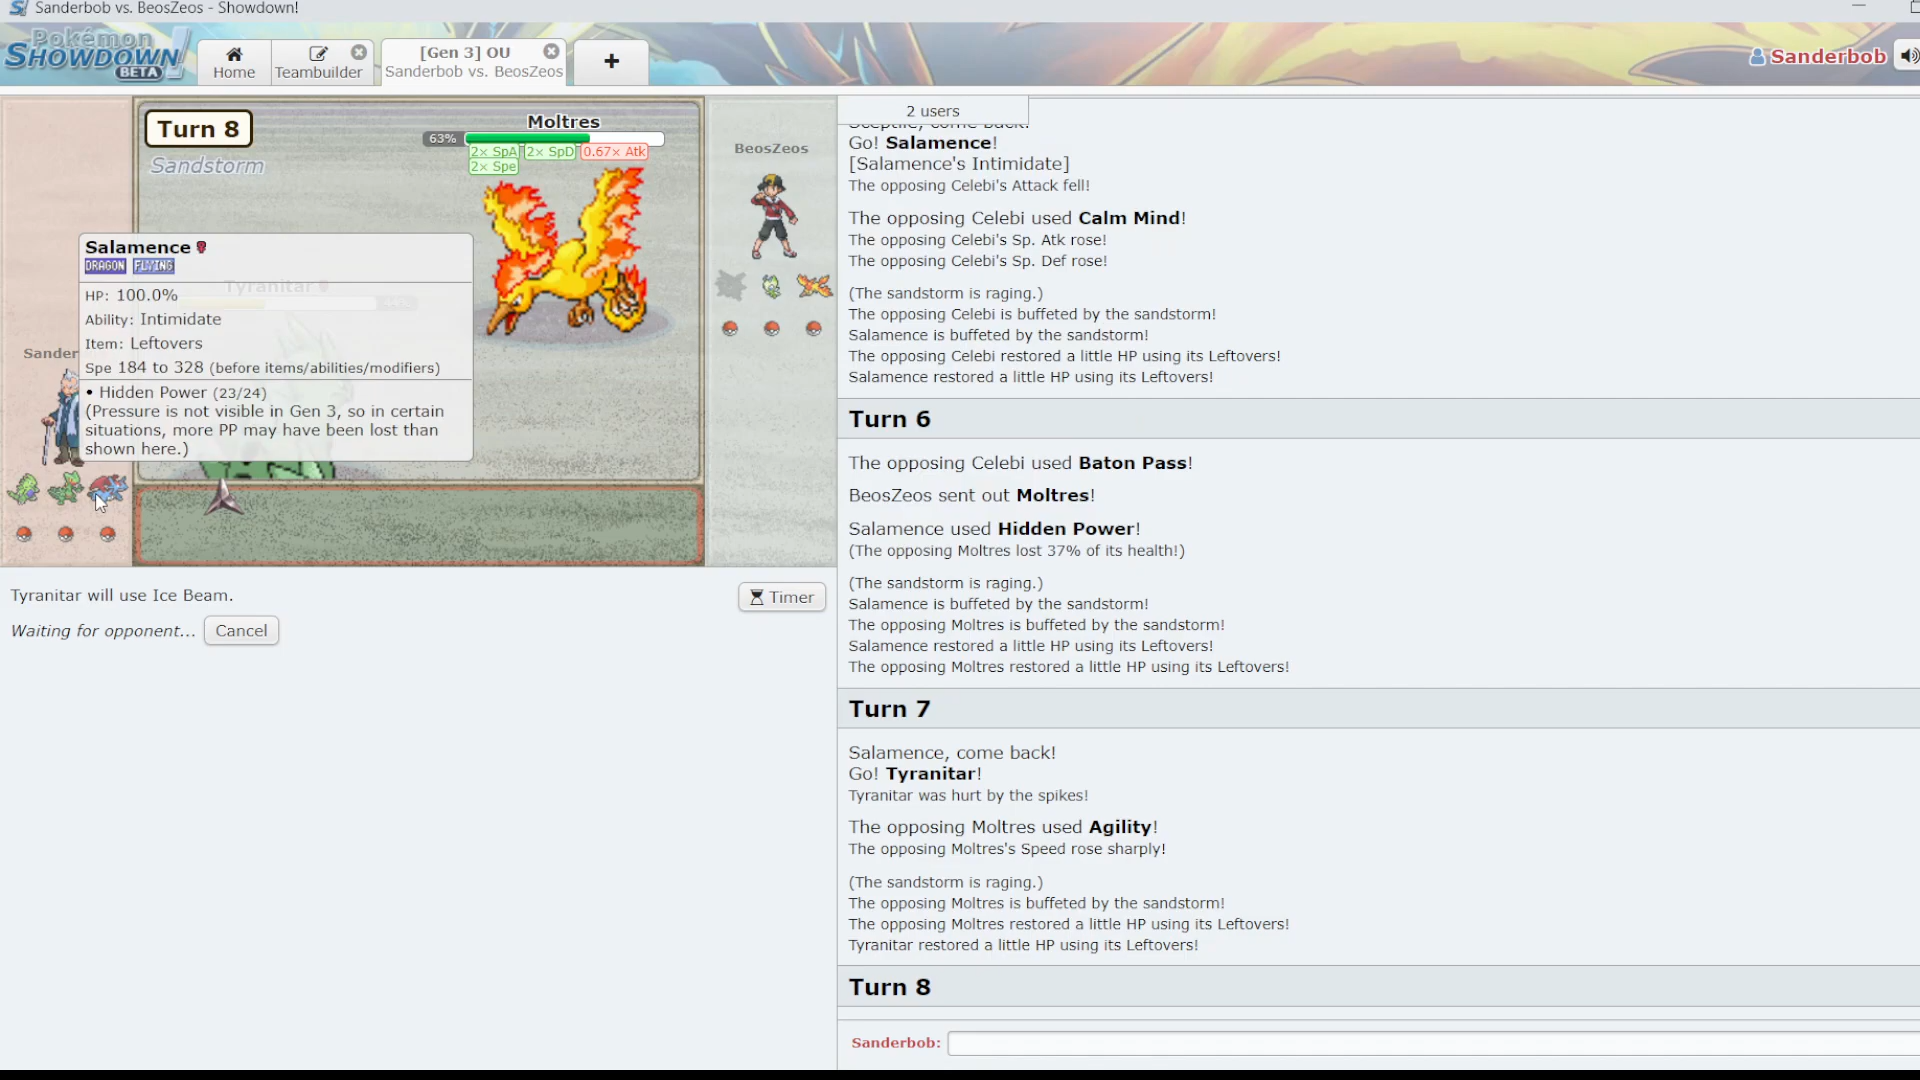 Sanderbob vs. BeosZeos - Showdown!
Pokémon
SHOWDOWN!
BETA
Home
Teambuilder
[Gen 3] OU
Sanderbob vs. BeosZeos
+
Sanderbob
Turn 8
Sandstorm
Moltres
63%
2× SpA 2× SpD 0.67× Atk
2× Spe
BeosZeos
Salamence
DRAGON FLYING
Tyranitar
HP: 100.0%
Ability: Intimidate
Item: Leftovers
Spe 184 to 328 (before items/abilities/modifiers)
• Hidden Power (23/24)
(Pressure is not visible in Gen 3, so in certain
situations, more PP may have been lost than
shown here.)
Sander
Tyranitar will use Ice Beam.
Timer
Waiting for opponent...
Cancel
2 users
Sceptile, come back!
Go! Salamence!
[Salamence's Intimidate]
The opposing Celebi's Attack fell!
The opposing Celebi used Calm Mind!
The opposing Celebi's Sp. Atk rose!
The opposing Celebi's Sp. Def rose!
(The sandstorm is raging.)
The opposing Celebi is buffeted by the sandstorm!
Salamence is buffeted by the sandstorm!
The opposing Celebi restored a little HP using its Leftovers!
Salamence restored a little HP using its Leftovers!
Turn 6
The opposing Celebi used Baton Pass!
BeosZeos sent out Moltres!
Salamence used Hidden Power!
(The opposing Moltres lost 37% of its health!)
(The sandstorm is raging.)
Salamence is buffeted by the sandstorm!
The opposing Moltres is buffeted by the sandstorm!
Salamence restored a little HP using its Leftovers!
The opposing Moltres restored a little HP using its Leftovers!
Turn 7
Salamence, come back!
Go! Tyranitar!
Tyranitar was hurt by the spikes!
The opposing Moltres used Agility!
The opposing Moltres's Speed rose sharply!
(The sandstorm is raging.)
The opposing Moltres is buffeted by the sandstorm!
The opposing Moltres restored a little HP using its Leftovers!
Tyranitar restored a little HP using its Leftovers!
Turn 8
Sanderbob: